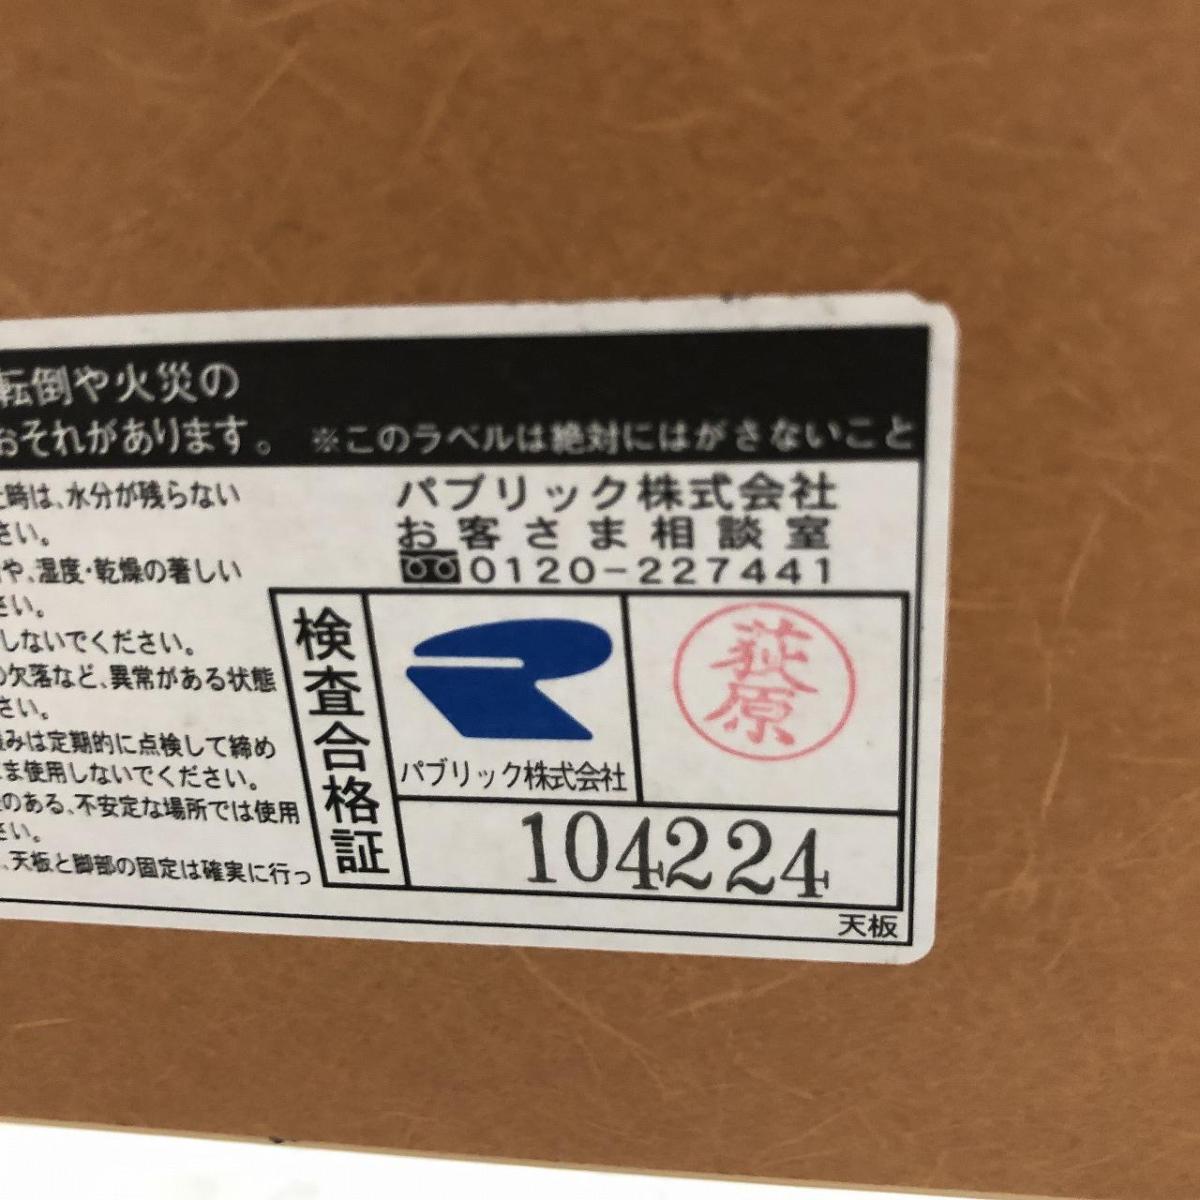 転倒や火災の
おそれがあります。 ※このラベルは絶対にはがさないこと
時は、水分が残らない
さい。
や、湿度・乾燥の著しい
さい。
しないでください。
の欠落など、異常がある状態
さい。
みは定期的に点検して締め
まま使用しないでください。
のある、不安定な場所では使用
さい。
、天板と脚部の固定は確実に行っ
パブリック株式会社
お客さま相談室
0120-227441
検査合格証
パブリック株式会社
荻原
104224
天板